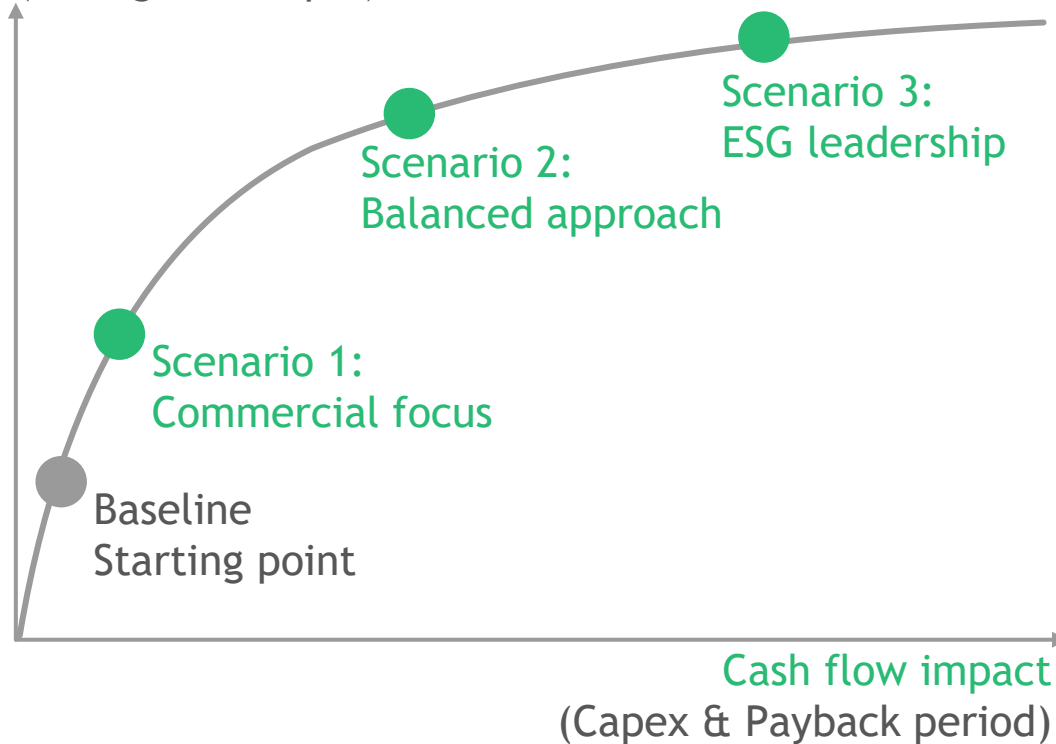 Scenario 3:
ESG leadership
Scenario 2:
Balanced approach
Scenario 1:
Commercial focus
Baseline
Starting point
Cash flow impact
(Capex & Payback period)